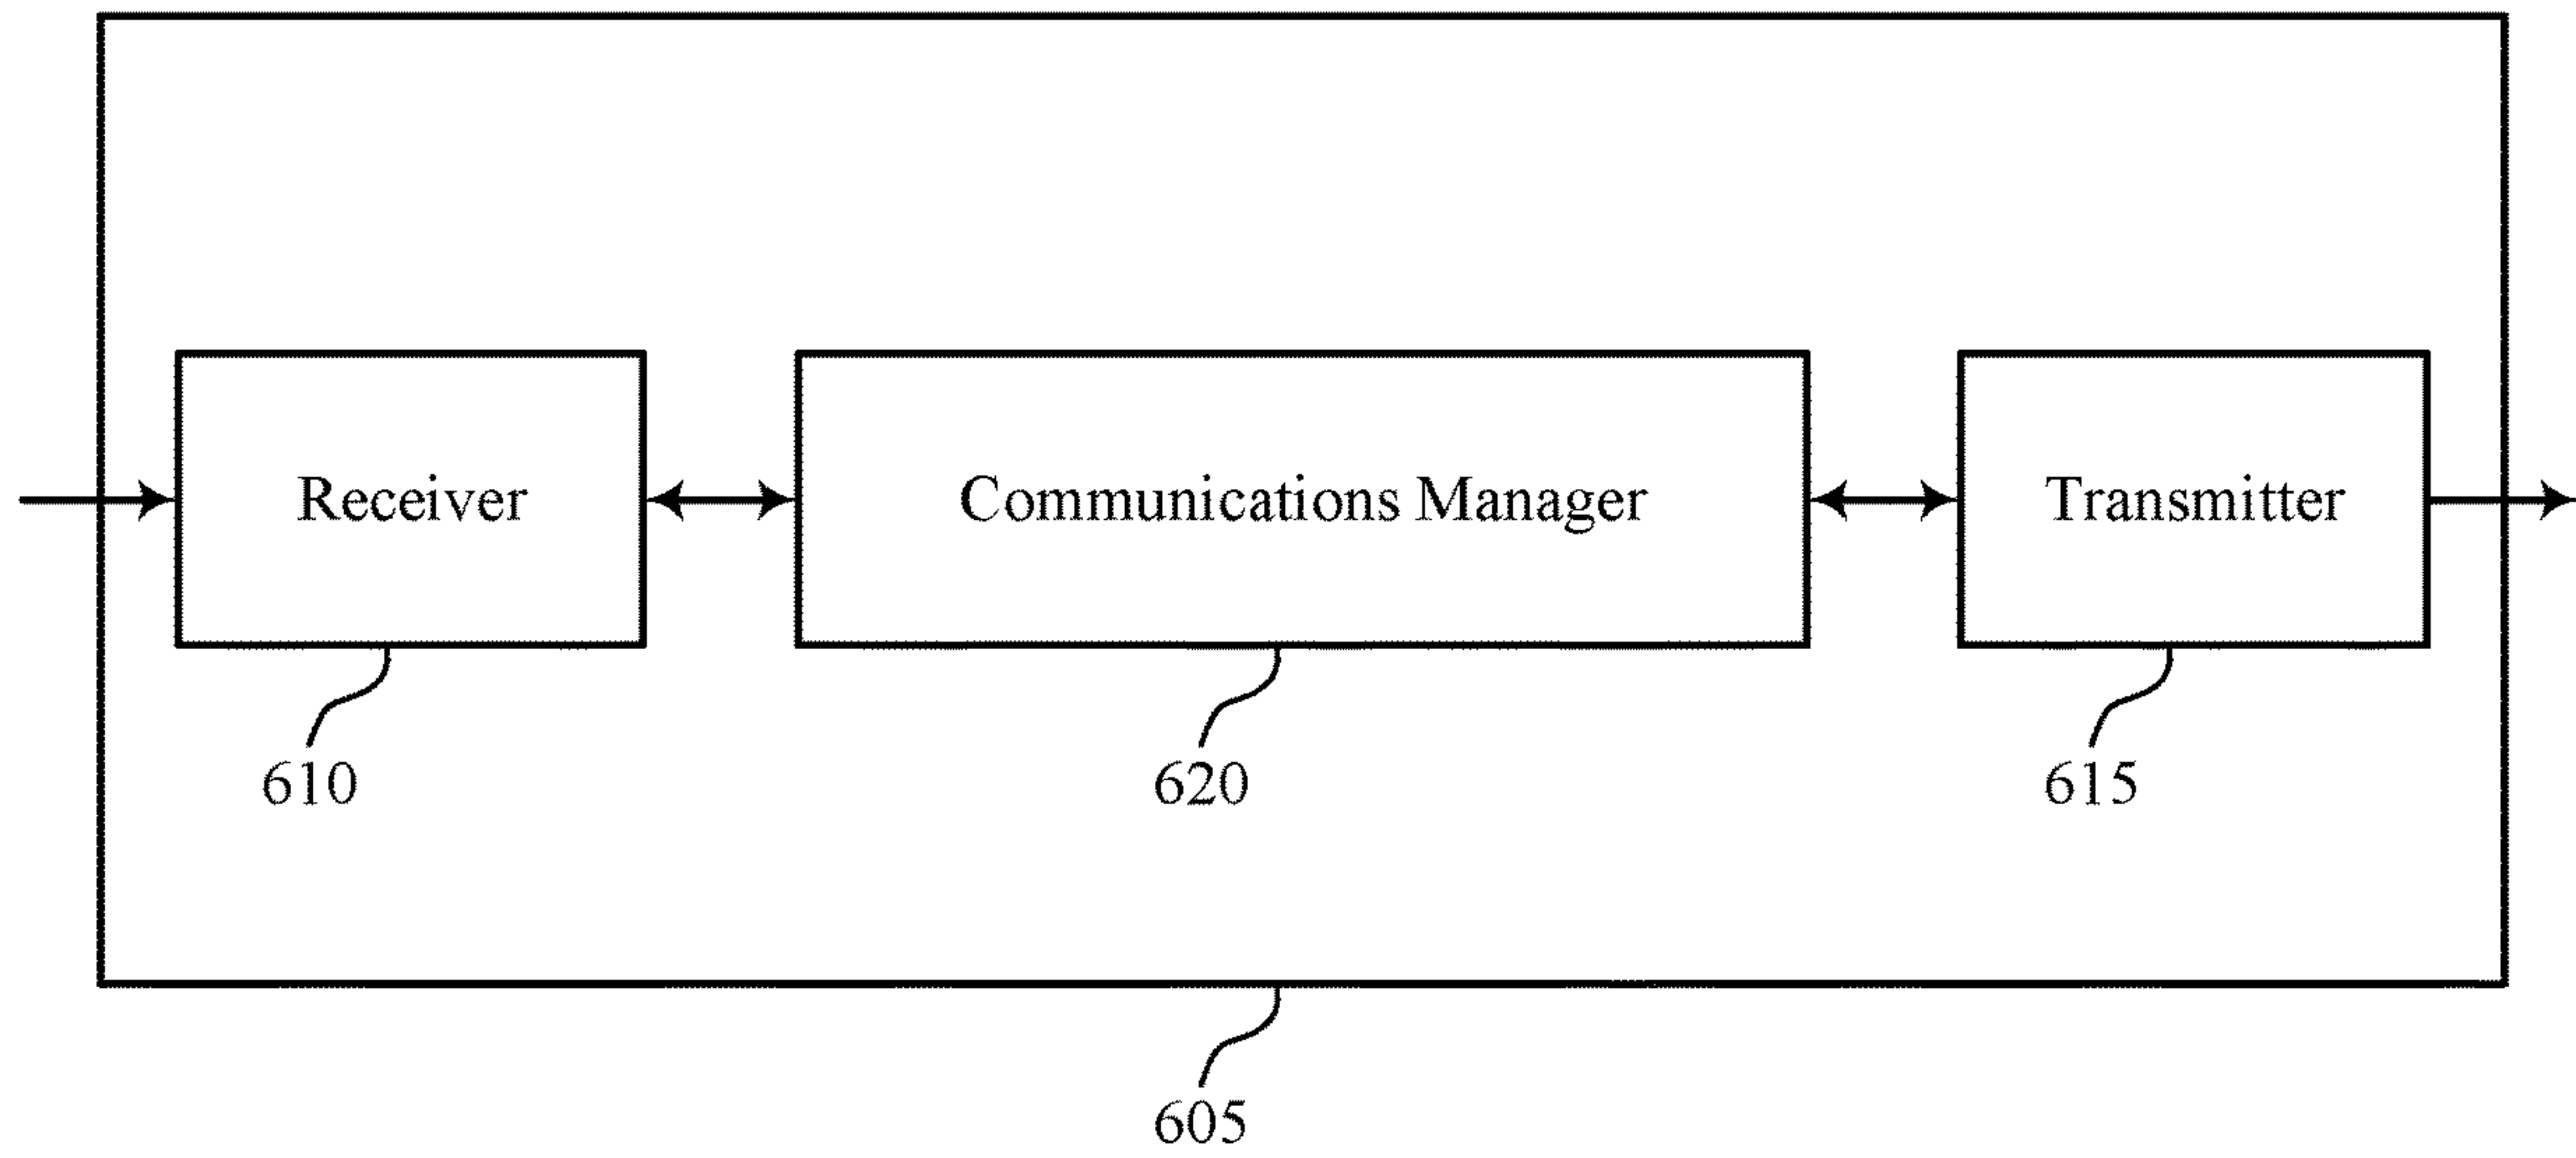 Receiver
Communications Manager
Transmitter
610
620
615
605